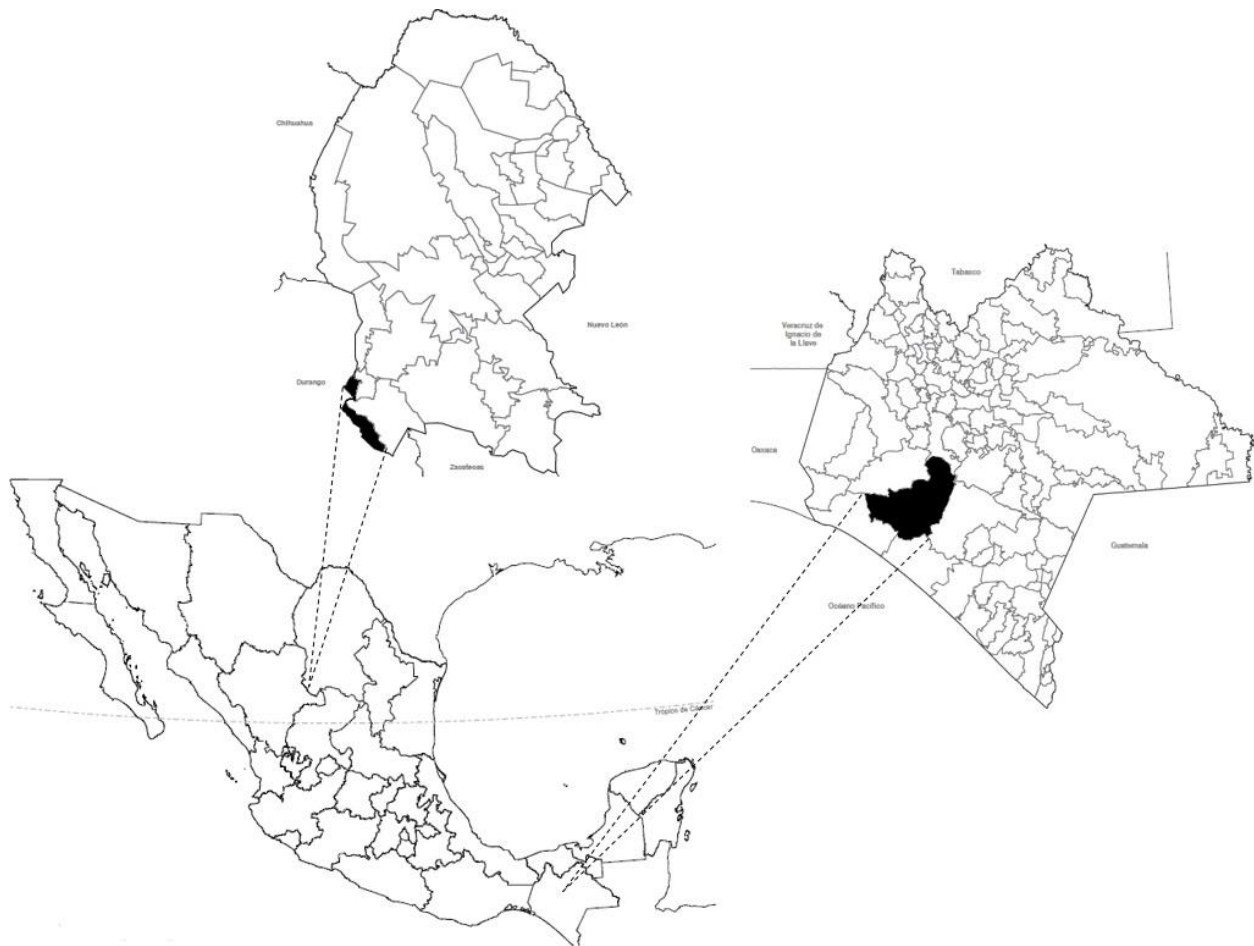 Chihuahua
Nuevo León
Durango
Zacatecas
Tabasco
Veracruz de
Ignacio de
la Llave
Oaxaca
Guatemala
Océano Pacífico
Trópico de Cáncer